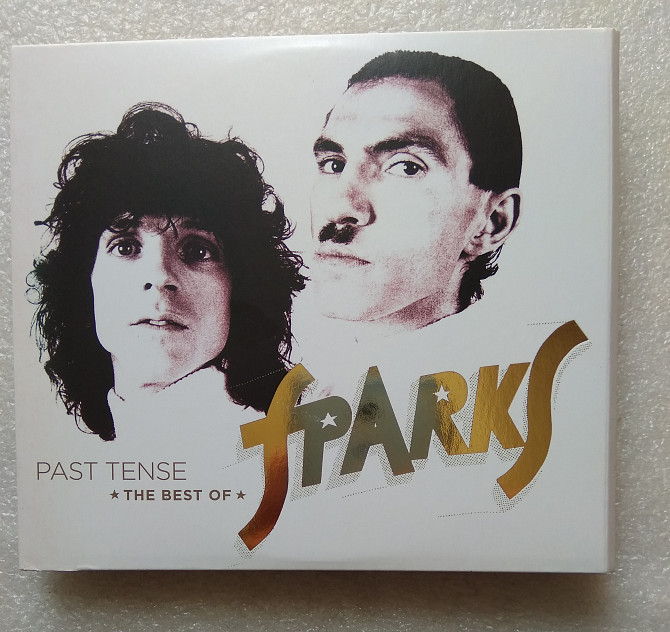 PAST TENSE
★ THE BEST OF ★
SPARKS